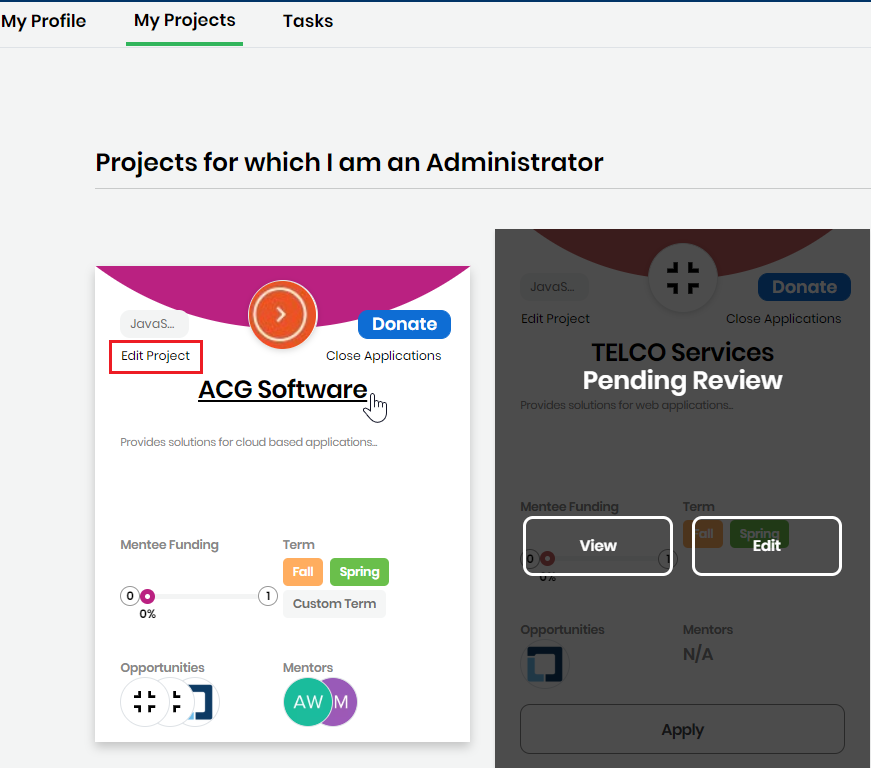 My Profile
My Projects
Tasks
Projects for which I am an Administrator
JavaS...
Donate
Edit Project
Close Applications
ACG Software
Provides solutions for cloud based applications...
Mentee Funding
Term
Fall
Spring
Custom Term
0
1
0%
Opportunities
Mentors
AW
M
JavaS...
Donate
Edit Project
Close Applications
TELCO Services
Pending Review
Provides solutions for web applications...
Mentee Funding
Term
Fall
Spring
View
Edit
0
1
0%
Opportunities
Mentors
N/A
Apply